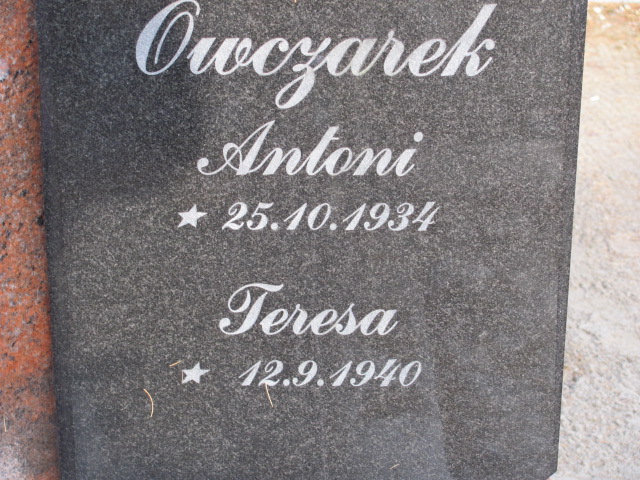 Owczarek
Antoni
★ 25.10.1934
Teresa
★ 12.9.1940